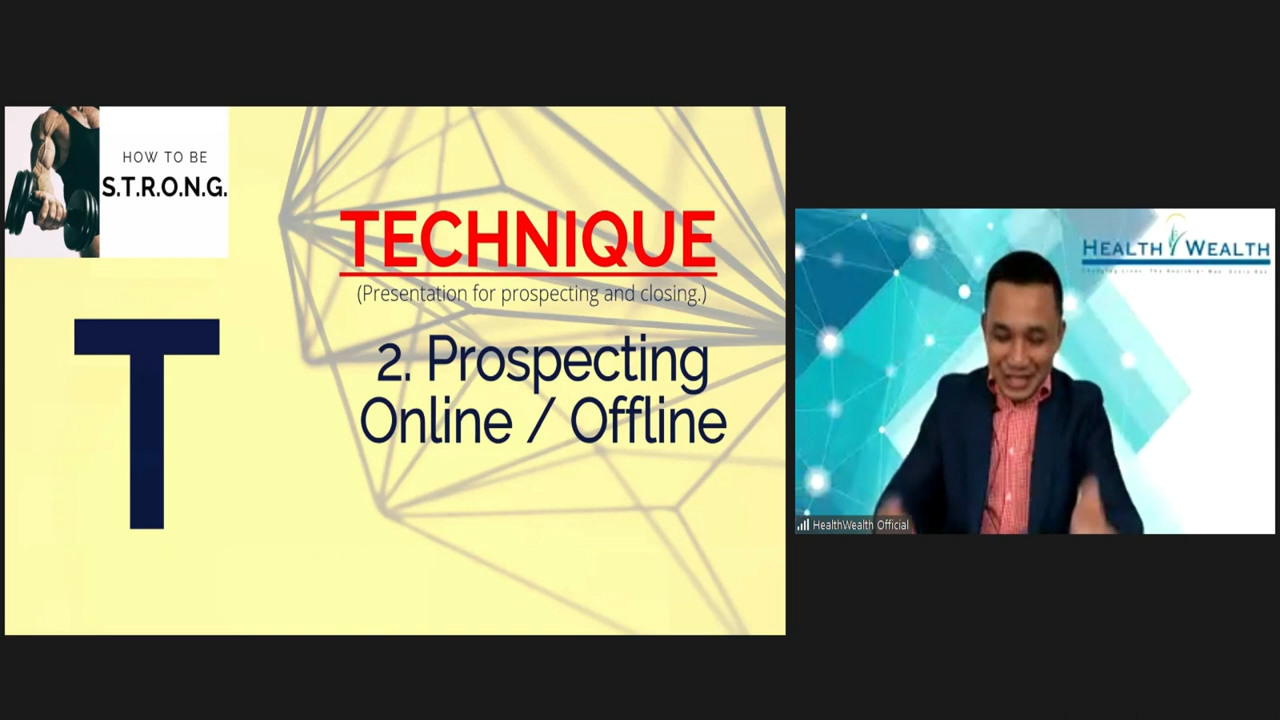 HOW TO BE
S.T.R.O.N.G.
TECHNIQUE
(Presentation for prospecting and closing.)
2. Prospecting
Online / Offline
T
HEALTH WEALTH
HealthWealth Official